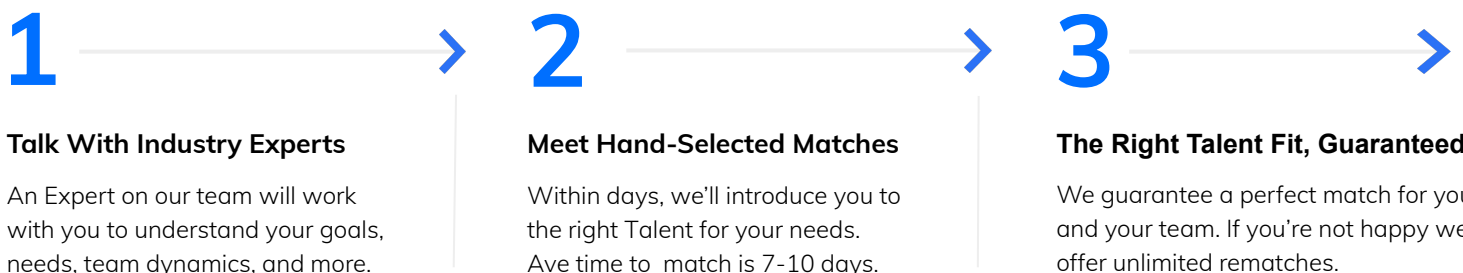 1
Talk With Industry Experts
An Expert on our team will work
with you to understand your goals,
needs, team dynamics, and more.
2
Meet Hand-Selected Matches
Within days, we’ll introduce you to
the right Talent for your needs.
Ave time to  match is 7-10 days.
3
The Right Talent Fit, Guaranteed
We guarantee a perfect match for you
and your team. If you’re not happy we
offer unlimited rematches.